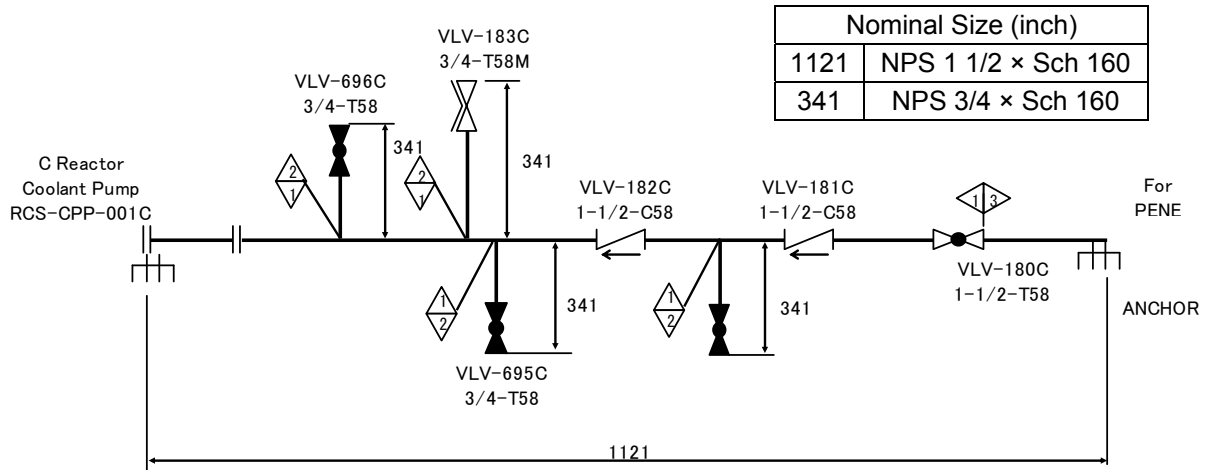 Nominal Size (inch)
1121 NPS 1 1/2 × Sch 160
341 NPS 3/4 × Sch 160
VLV-183C
3/4-T58M
VLV-696C
3/4-T58
341
341
2
1
2
1
C Reactor
Coolant Pump
RCS-CPP-001C
VLV-182C
1-1/2-C58
VLV-181C
1-1/2-C58
1 3
For
PENE
VLV-180C
1-1/2-T58
ANCHOR
1
2
341
1
2
341
VLV-695C
3/4-T58
1121